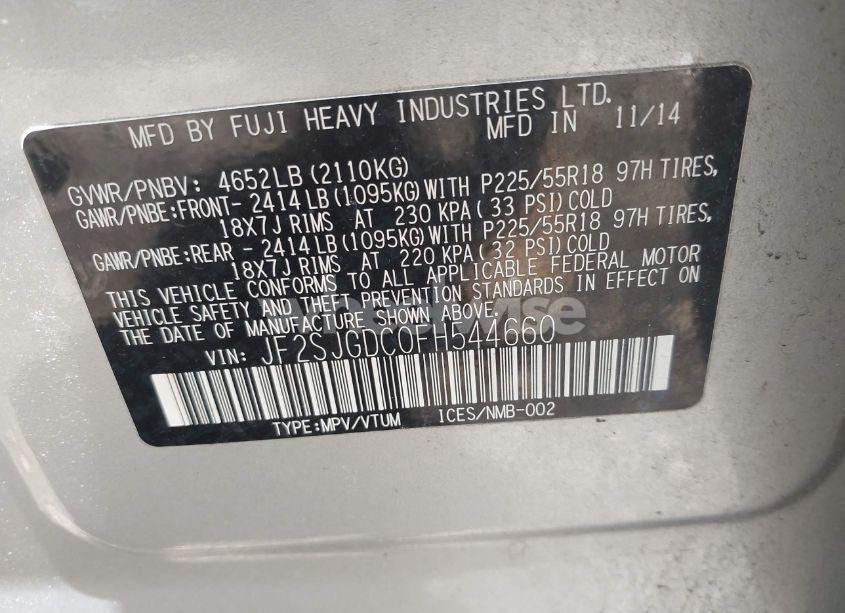 MFD BY FUJI HEAVY INDUSTRIES LTD.
MFD IN 11/14
GVWR/PNBV: 4652LB (2110KG)
GAWR/PNBE:FRONT- 2414LB (1095KG) WITH P225/55R18 97H TIRES,
18X7J RIMS AT 230 KPA ( 33 PSI) COLD
GAWR/PNBE:REAR - 2414LB (1095KG) WITH P225/55R18 97H TIRES,
18X7J RIMS AT 220 KPA ( 32 PSI) COLD
THIS VEHICLE CONFORMS TO ALL APPLICABLE FEDERAL MOTOR
VEHICLE SAFETY AND THEFT PREVENTION STANDARDS IN EFFECT ON
THE DATE OF MANUFACTURE SHOWN ABOVE.
VIN: JF2SJGDC0FH544660
TYPE:MPV/VTUM ICES/NMB-002